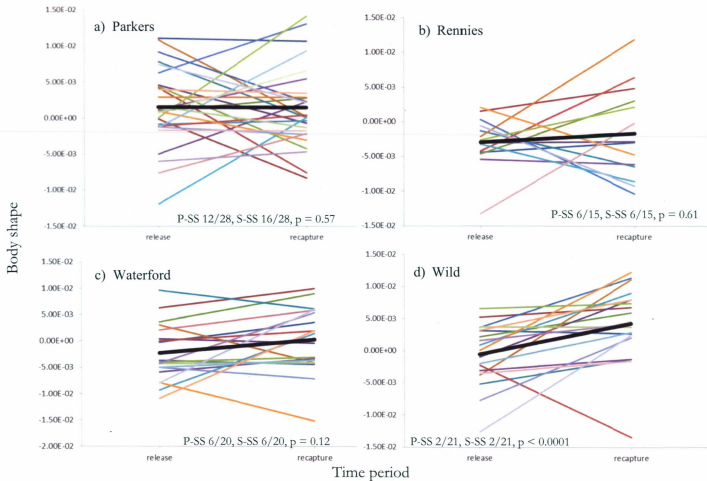 a) Parkers
1.50E-02
1.00E-02
5.00E-03
0.00E+00
-5.00E-03
-1.00E-02
-1.50E-02
P-SS 12/28, S-SS 16/28, p = 0.57
release
recapture
b) Rennies
1.50E-02
1.00E-02
5.00E-03
0.00E+00
-5.00E-03
-1.00E-02
-1.50E-02
P-SS 6/15, S-SS 6/15, p = 0.61
release
recapture
Body shape
c) Waterford
1.50E-02
1.00E-02
5.00E-03
0.00E+00
-5.00E-03
-1.00E-02
-1.50E-02
-2.00E-02
P-SS 6/20, S-SS 6/20, p = 0.12
release
recapture
d) Wild
1.50E-02
1.00E-02
5.00E-03
0.00E+00
-5.00E-03
-1.00E-02
-1.50E-02
P-SS 2/21, S-SS 2/21, p < 0.0001
release
recapture
Time period